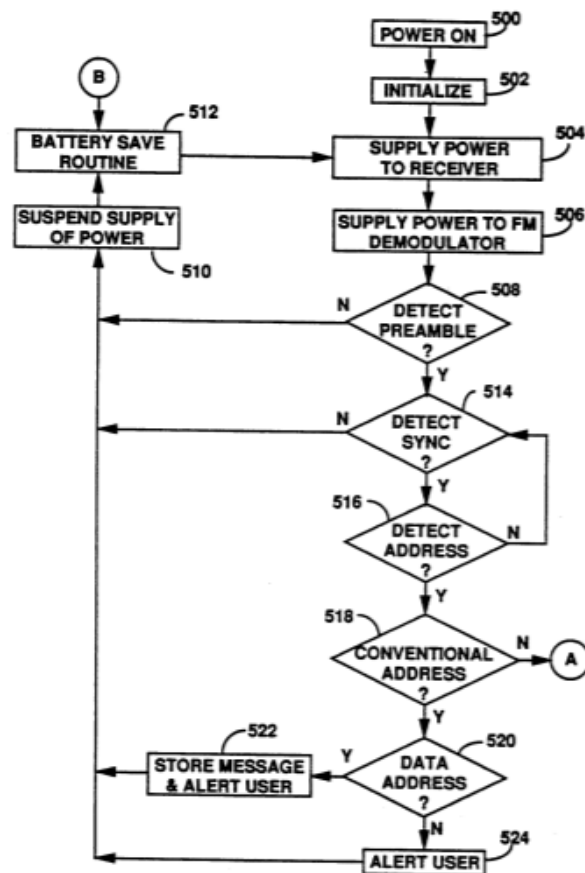 500
POWER ON
502
INITIALIZE
B
512
BATTERY SAVE
ROUTINE
504
SUPPLY POWER
TO RECEIVER
SUSPEND SUPPLY
OF POWER
510
506
SUPPLY POWER TO FM
DEMODULATOR
508
N
DETECT
PREAMBLE
?
Y
514
N
DETECT
SYNC
?
Y
516
DETECT
ADDRESS
?
N
Y
518
CONVENTIONAL
ADDRESS
?
N
A
Y
522
STORE MESSAGE
& ALERT USER
Y
520
DATA
ADDRESS
?
N
524
ALERT USER